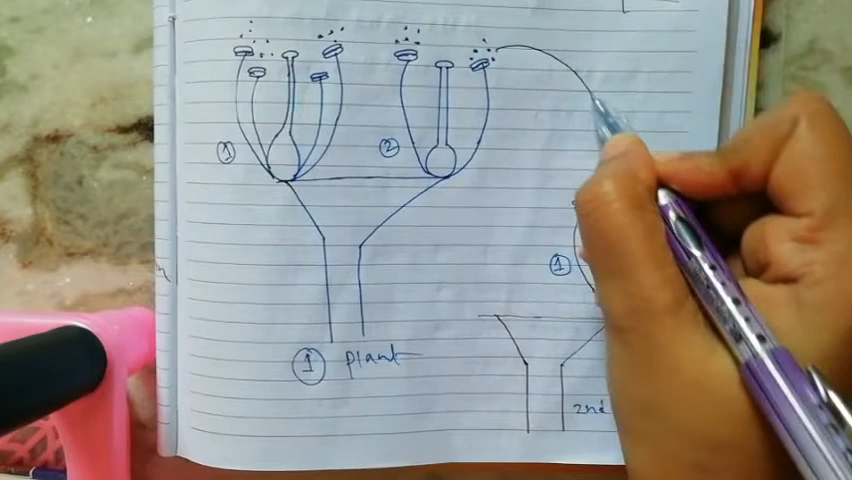 ① ②
①
① plant
2nd